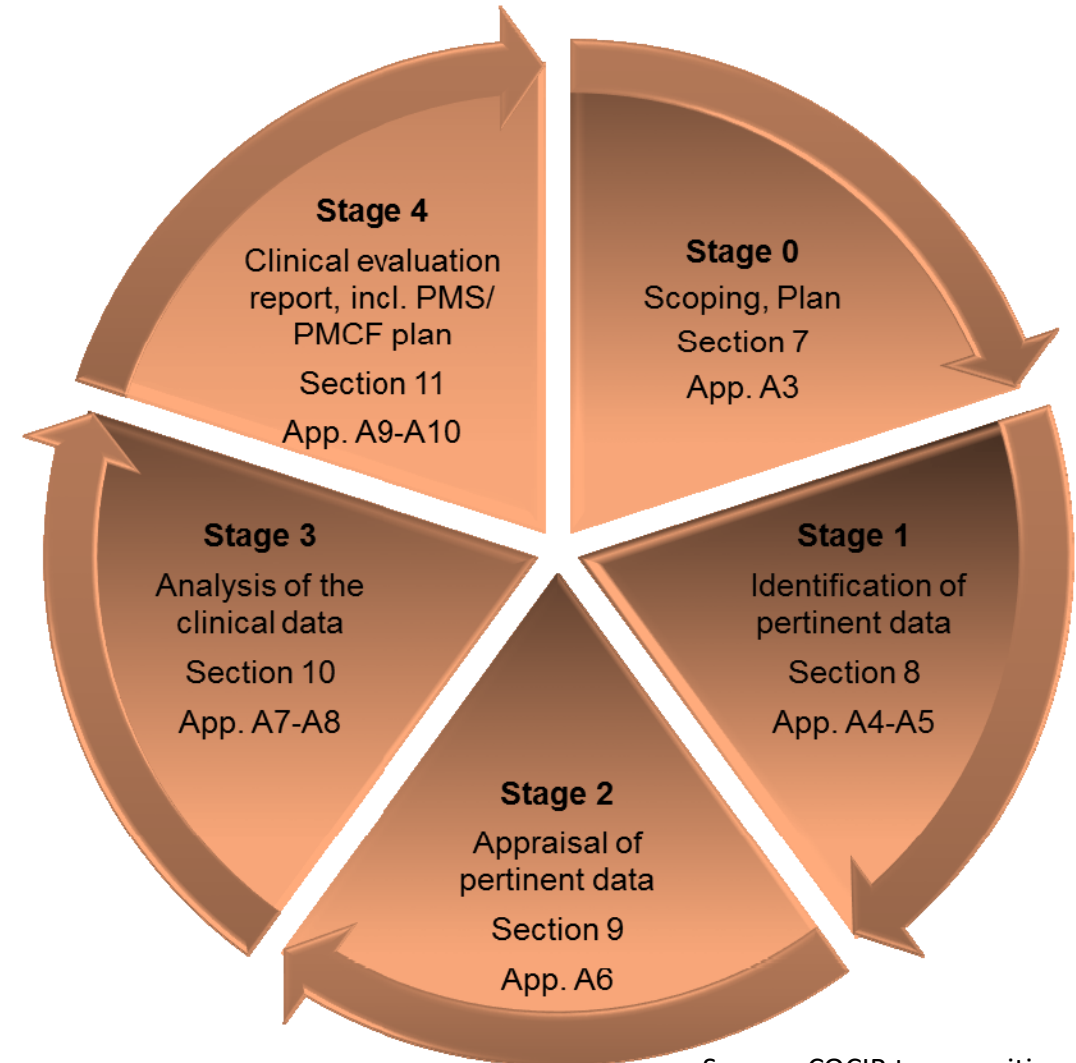 Stage 0
Scoping, Plan
Section 7
App. A3
Stage 1
Identification of
pertinent data
Section 8
App. A4-A5
Stage 2
Appraisal of
pertinent data
Section 9
App. A6
Stage 3
Analysis of the
clinical data
Section 10
App. A7-A8
Stage 4
Clinical evaluation
report, incl. PMS/
PMCF plan
Section 11
App. A9-A10